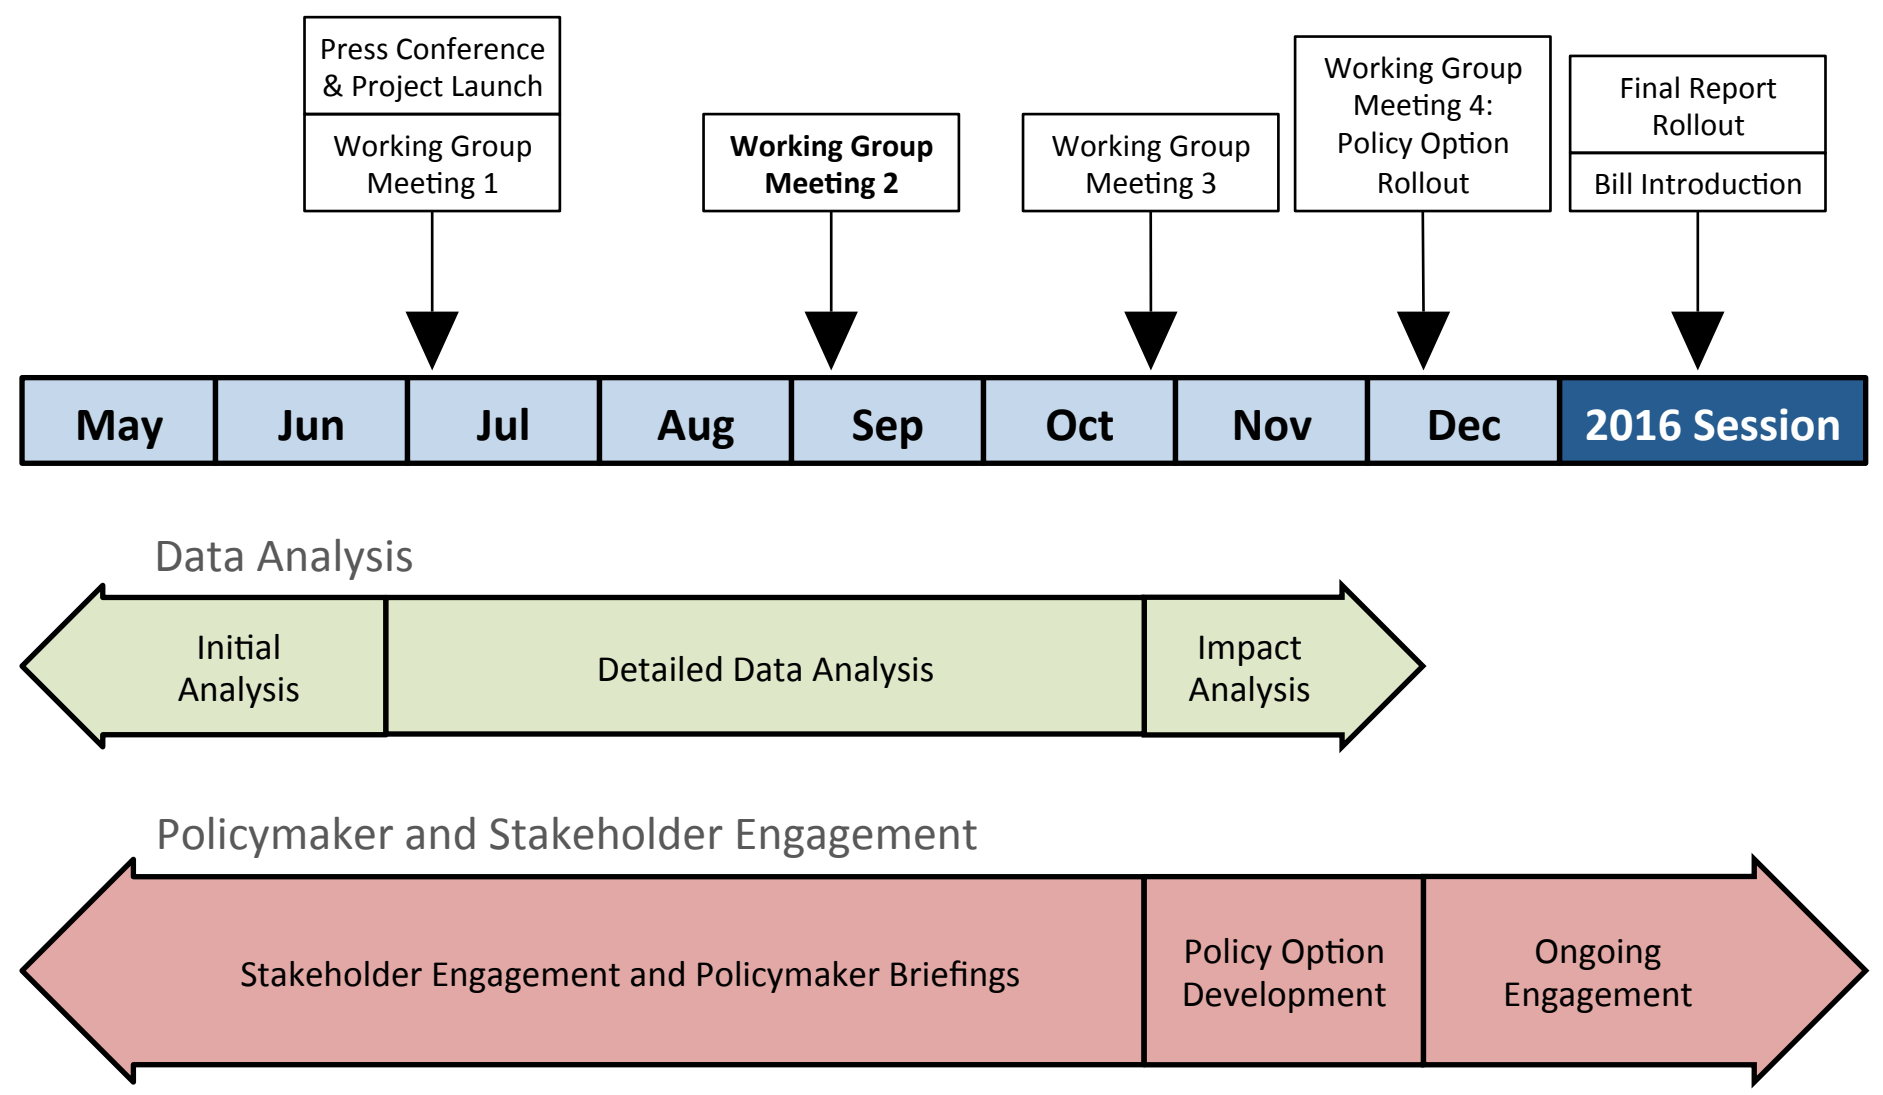 Press Conference
& Project Launch
Working Group
Meeting 1
Working Group
Meeting 2
Working Group
Meeting 3
Working Group
Meeting 4:
Policy Option
Rollout
Final Report
Rollout
Bill Introduction
May Jun Jul Aug Sep Oct Nov Dec 2016 Session
Data Analysis
Initial
Analysis
Detailed Data Analysis
Impact
Analysis
Policymaker and Stakeholder Engagement
Stakeholder Engagement and Policymaker Briefings
Policy Option
Development
Ongoing
Engagement